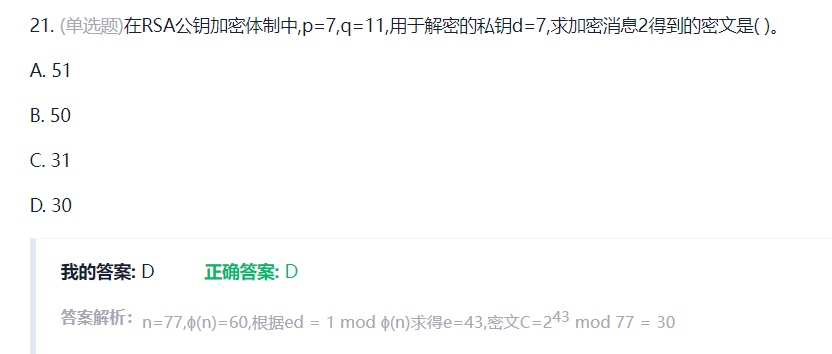 21. (单选题)在RSA公钥加密体制中,p=7,q=11,用于解密的私钥d=7,求加密消息2得到的密文是( )。
A. 51
B. 50
C. 31
D. 30
我的答案: D 正确答案: D
答案解析： n=77,ϕ(n)=60,根据ed = 1 mod ϕ(n)求得e=43,密文C=2⁴³ mod 77 = 30